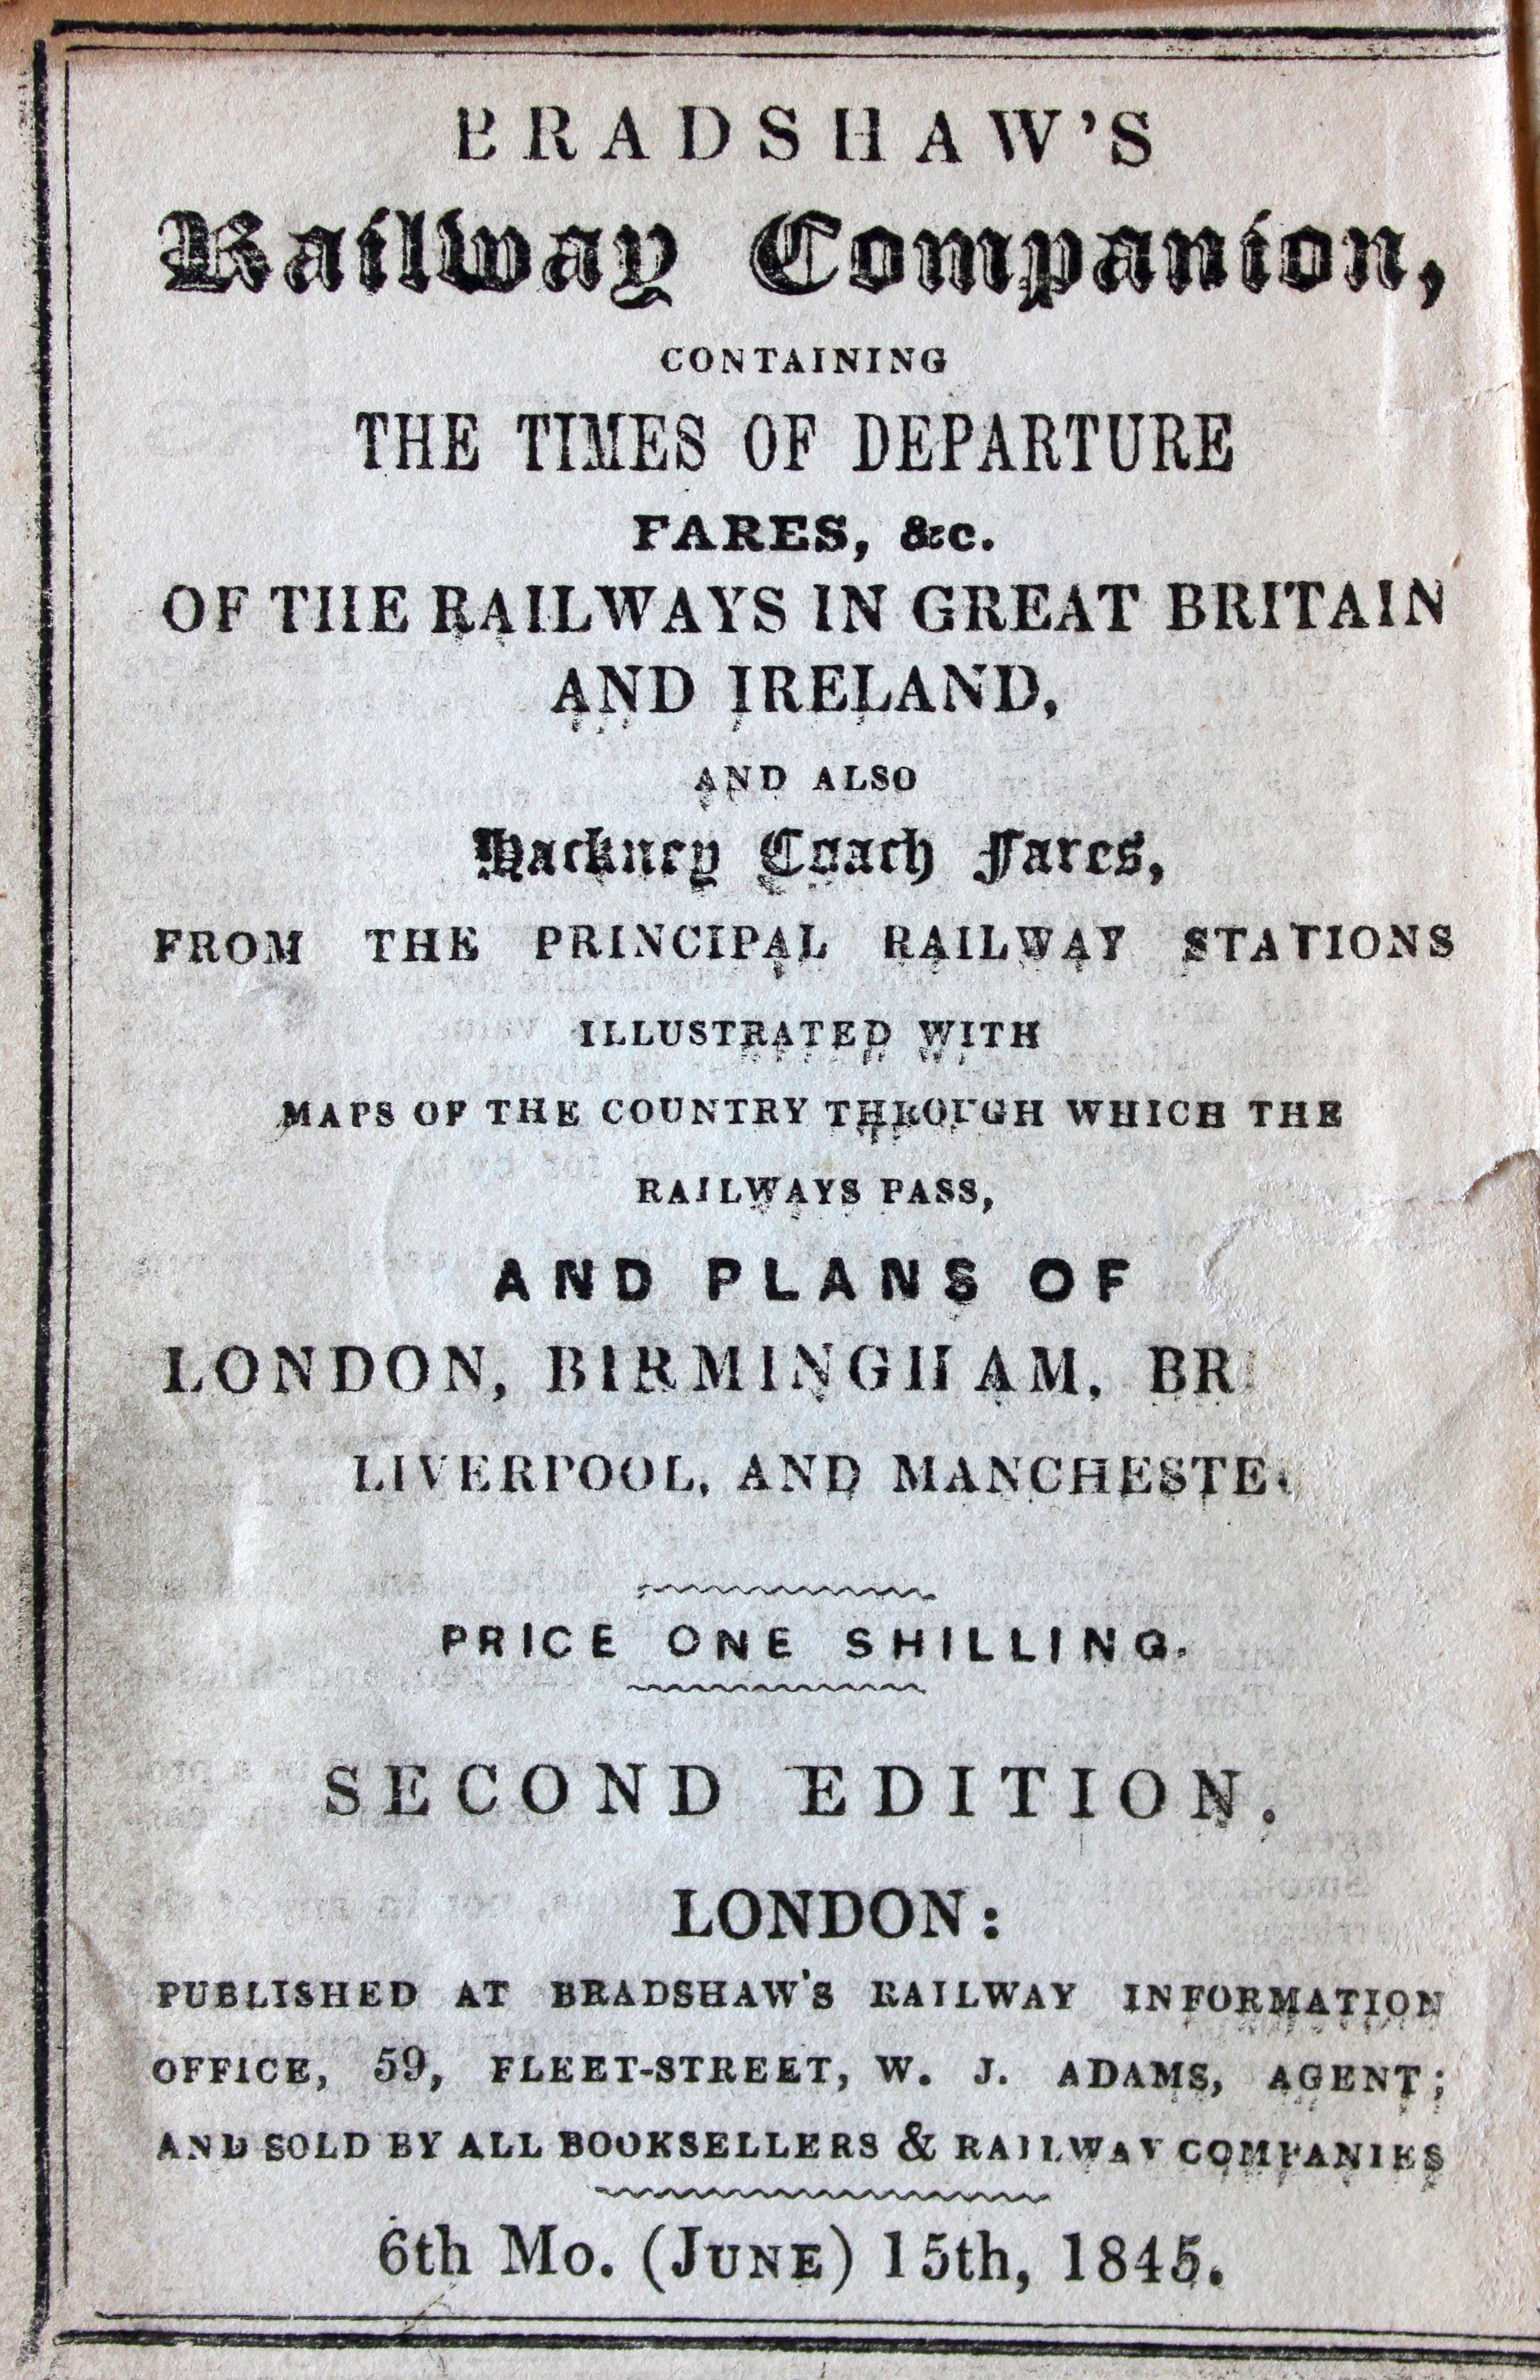 BRADSHAW'S
Railway Companion,
CONTAINING
THE TIMES OF DEPARTURE
FARES, &c.
OF THE RAILWAYS IN GREAT BRITAIN
AND IRELAND,
AND ALSO
Hackney Coach Fares,
FROM THE PRINCIPAL RAILWAY STATIONS
ILLUSTRATED WITH
MAPS OF THE COUNTRY THROUGH WHICH THE
RAILWAYS PASS,
AND PLANS OF
LONDON, BIRMINGHAM, BR
LIVERPOOL, AND MANCHESTE
PRICE ONE SHILLING.
SECOND EDITION.
LONDON:
PUBLISHED AT BRADSHAW'S RAILWAY INFORMATION
OFFICE, 59, FLEET-STREET, W. J. ADAMS, AGENT;
AND SOLD BY ALL BOOKSELLERS & RAILWAY COMPANIES
6th Mo. (JUNE) 15th, 1845.